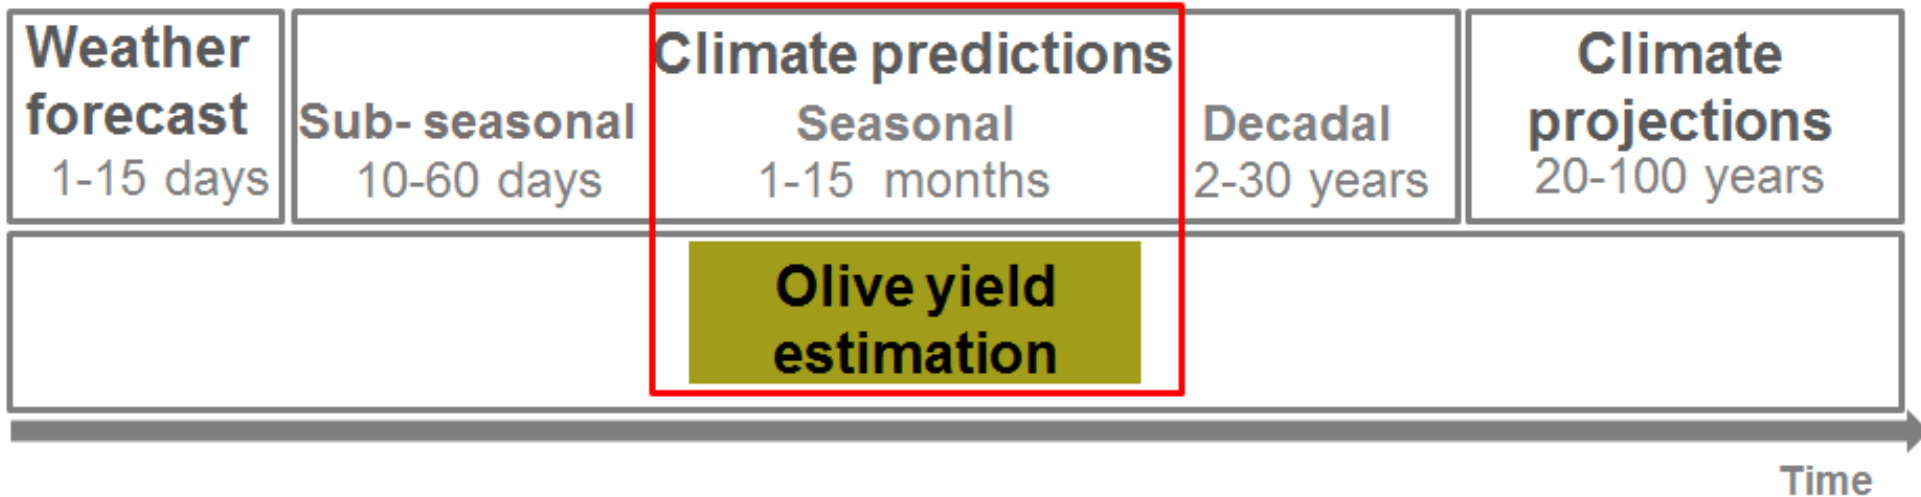 Weather
forecast
1-15 days
Climate predictions
Sub- seasonal
10-60 days
Seasonal
1-15 months
Decadal
2-30 years
Climate
projections
20-100 years
Olive yield
estimation
Time